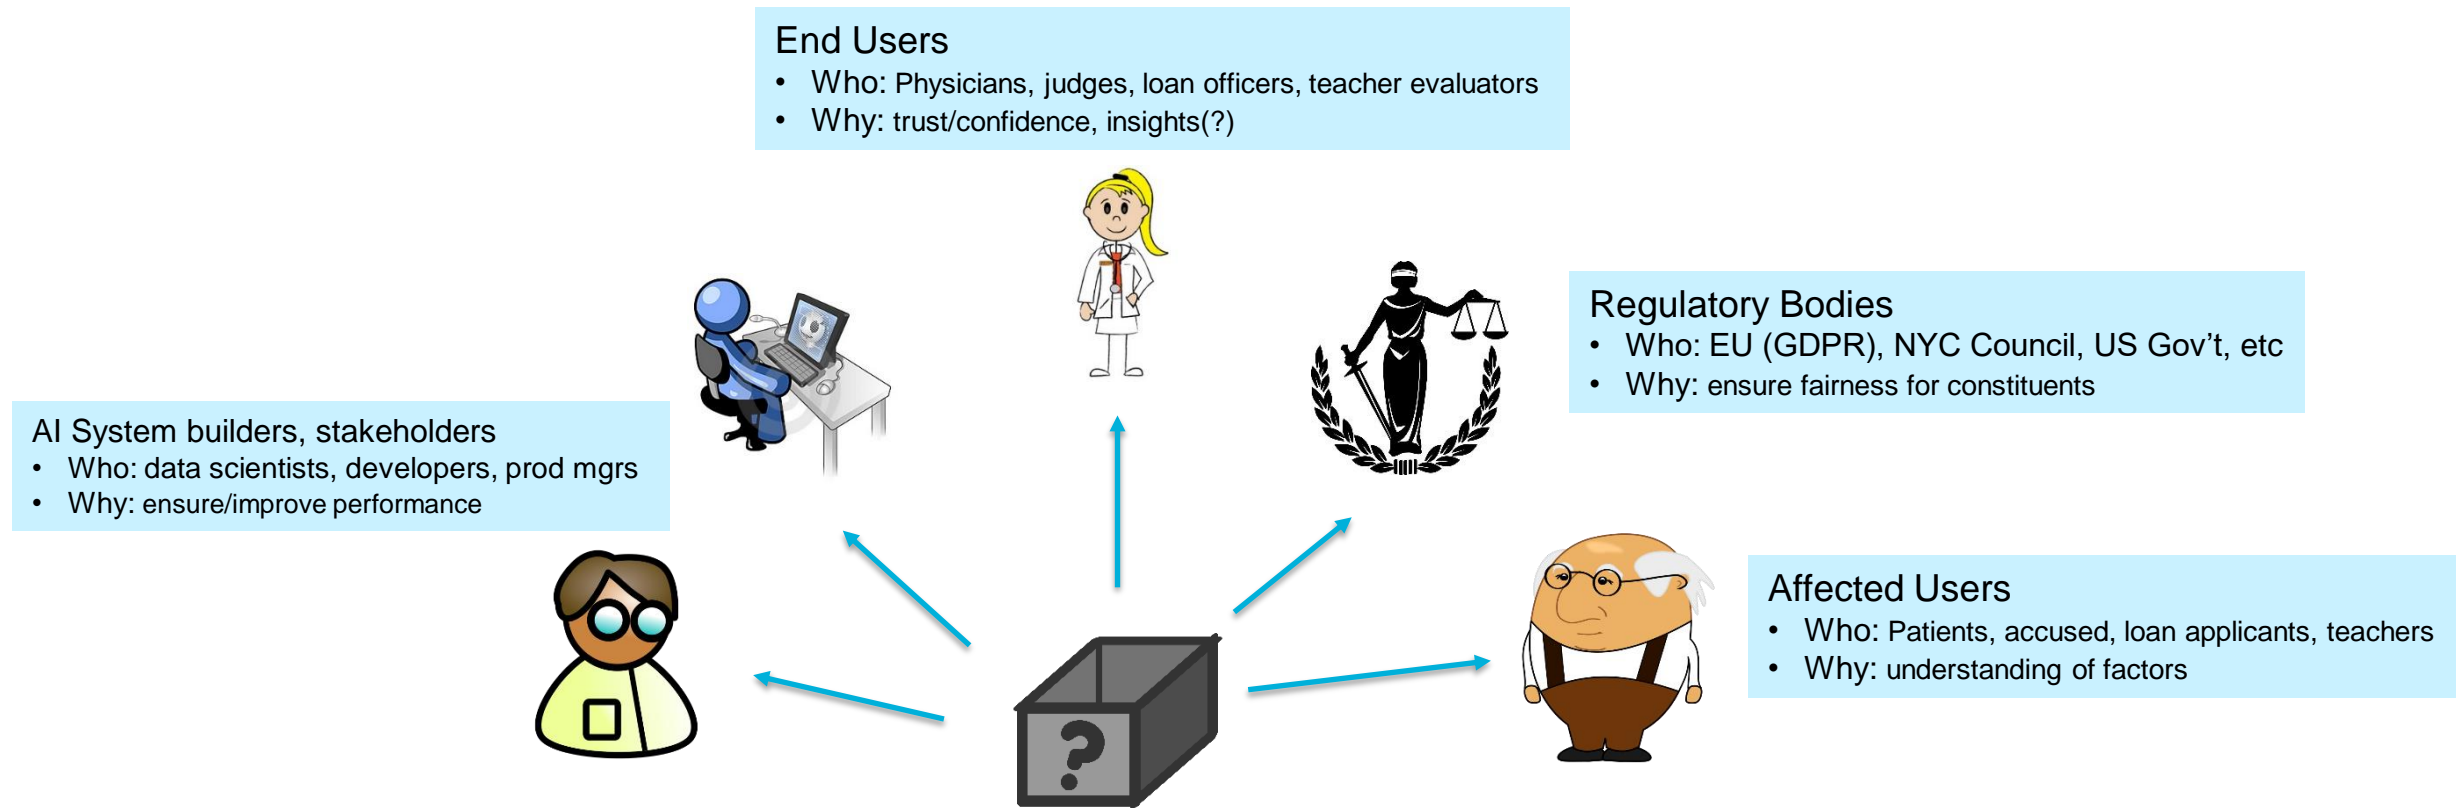 End Users
• Who: Physicians, judges, loan officers, teacher evaluators
• Why: trust/confidence, insights(?)
Regulatory Bodies
• Who: EU (GDPR), NYC Council, US Gov’t, etc
• Why: ensure fairness for constituents
AI System builders, stakeholders
• Who: data scientists, developers, prod mgrs
• Why: ensure/improve performance
Affected Users
• Who: Patients, accused, loan applicants, teachers
• Why: understanding of factors
?